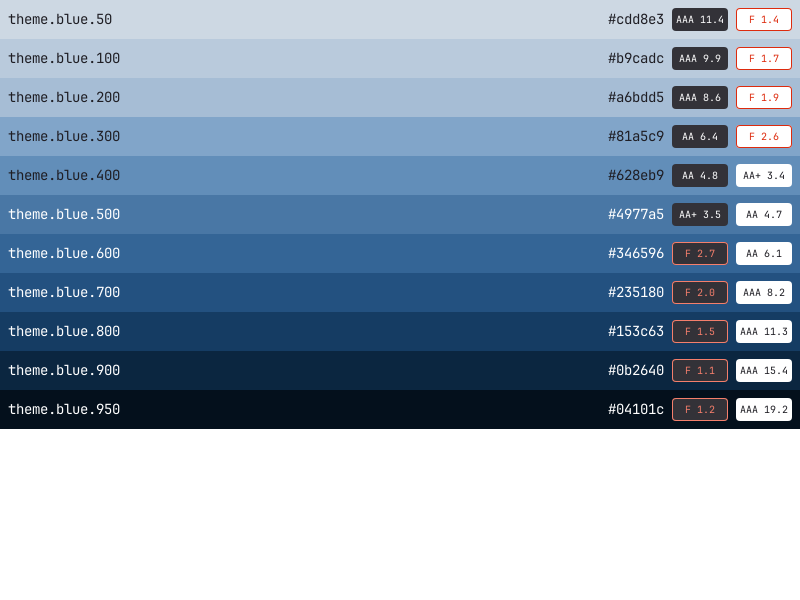 theme.blue.50 #cdd8e3 AAA 11.4 F 1.4
theme.blue.100 #b9cadc AAA 9.9 F 1.7
theme.blue.200 #a6bdd5 AAA 8.6 F 1.9
theme.blue.300 #81a5c9 AA 6.4 F 2.6
theme.blue.400 #628eb9 AA 4.8 AA+ 3.4
theme.blue.500 #4977a5 AA+ 3.5 AA 4.7
theme.blue.600 #346596 F 2.7 AA 6.1
theme.blue.700 #235180 F 2.0 AAA 8.2
theme.blue.800 #153c63 F 1.5 AAA 11.3
theme.blue.900 #0b2640 F 1.1 AAA 15.4
theme.blue.950 #04101c F 1.2 AAA 19.2